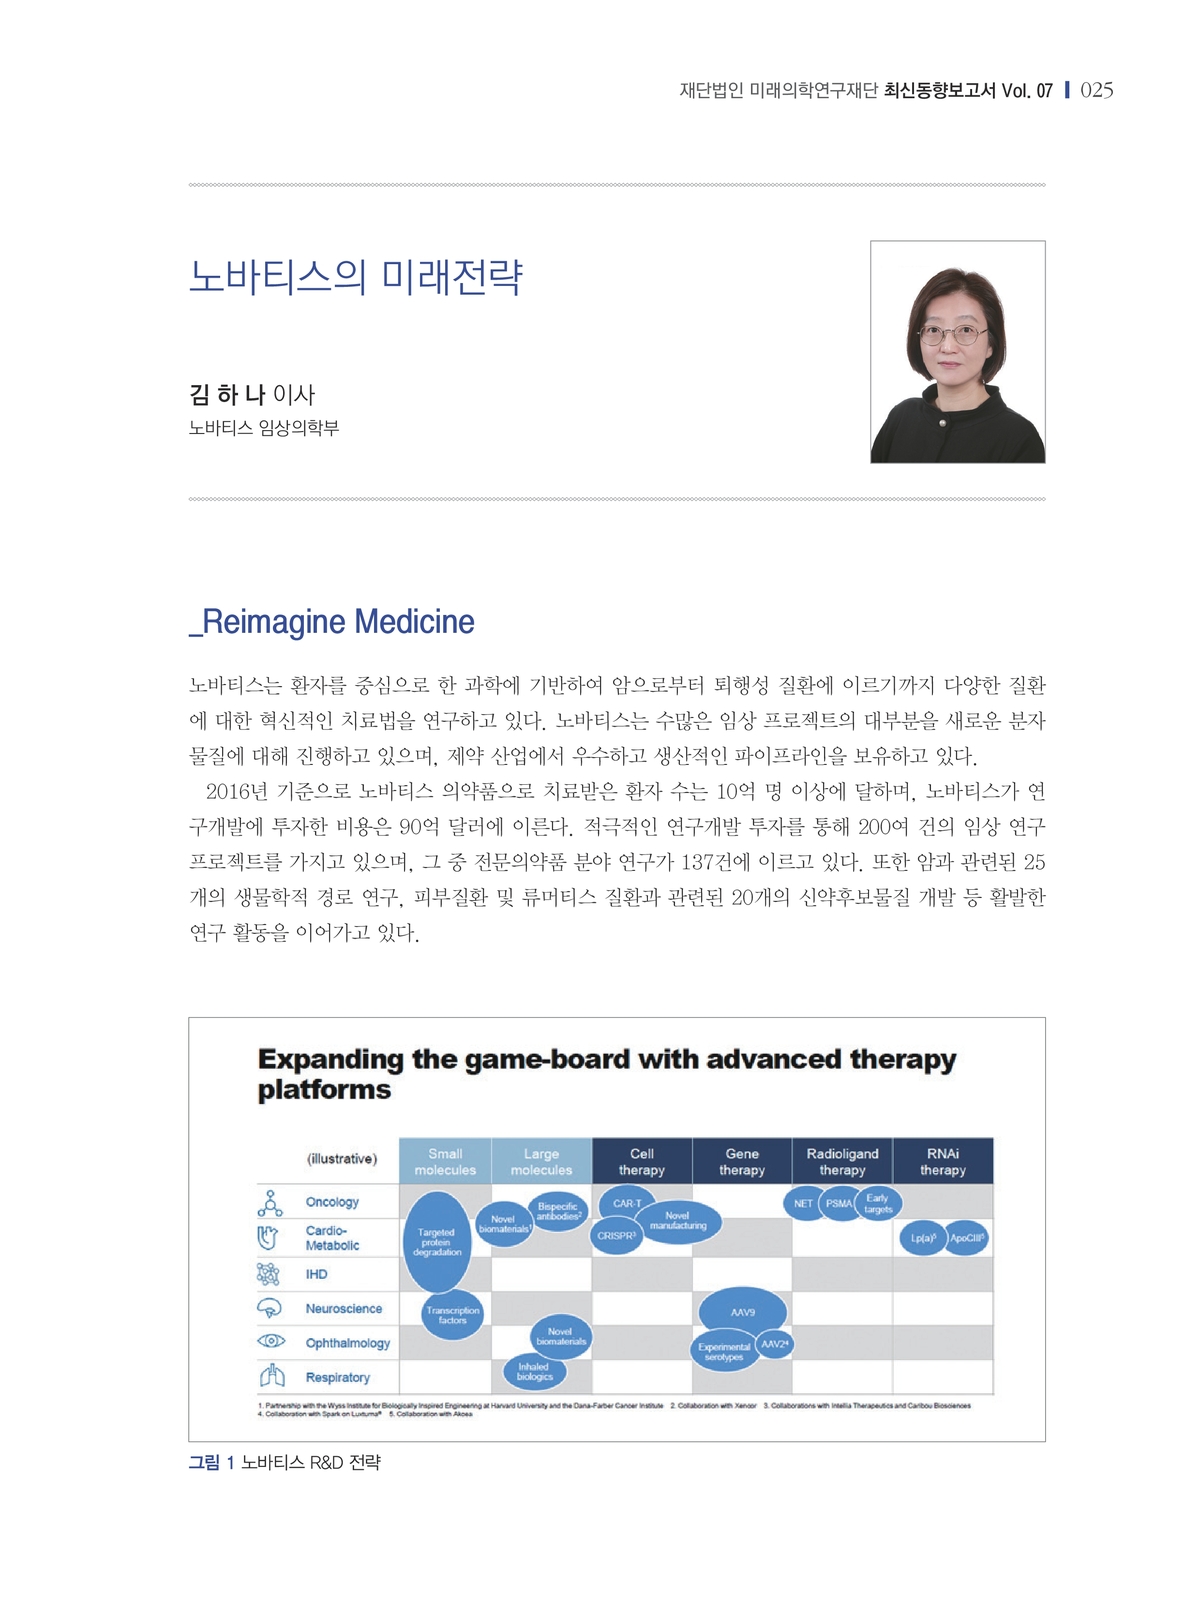 재단법인 미래의학연구재단 최신동향보고서 Vol. 07 025
노바티스의 미래전략
김 하 나 이사
노바티스 임상의학부
_Reimagine Medicine
노바티스는 환자를 중심으로 한 과학에 기반하여 암으로부터 퇴행성 질환에 이르기까지 다양한 질환
에 대한 혁신적인 치료법을 연구하고 있다. 노바티스는 수많은 임상 프로젝트의 대부분을 새로운 분자
물질에 대해 진행하고 있으며, 제약 산업에서 우수하고 생산적인 파이프라인을 보유하고 있다.
2016년 기준으로 노바티스 의약품으로 치료받은 환자 수는 10억 명 이상에 달하며, 노바티스가 연
구개발에 투자한 비용은 90억 달러에 이른다. 적극적인 연구개발 투자를 통해 200여 건의 임상 연구
프로젝트를 가지고 있으며, 그 중 전문의약품 분야 연구가 137건에 이르고 있다. 또한 암과 관련된 25
개의 생물학적 경로 연구, 피부질환 및 류머티스 질환과 관련된 20개의 신약후보물질 개발 등 활발한
연구 활동을 이어가고 있다.
Expanding the game-board with advanced therapy
platforms
(illustrative)
Small
molecules
Large
molecules
Cell
therapy
Gene
therapy
Radioligand
therapy
RNAi
therapy
Oncology
Cardio-
Metabolic
IHD
Neuroscience
Ophthalmology
Respiratory
Targeted
protein
degradation
Transcription
factors
Novel
biomaterials¹
Bispecific
antibodies²
Novel
biomaterials
Inhaled
biologics
CAR-T
CRISPR³
Novel
manufacturing
AAV9
Experimental
serotypes
AAV2⁴
NET
PSMA
Early
targets
Lp(a)⁵
ApoCIII⁵
1. Partnership with the Wyss Institute for Biologically Inspired Engineering at Harvard University and the Dana-Farber Cancer Institute 2. Collaboration with Xencor 3. Collaborations with Intellia Therapeutics and Caribou Biosciences
4. Collaboration with Spark on Luxturna® 5. Collaboration with Akcea
그림 1 노바티스 R&D 전략